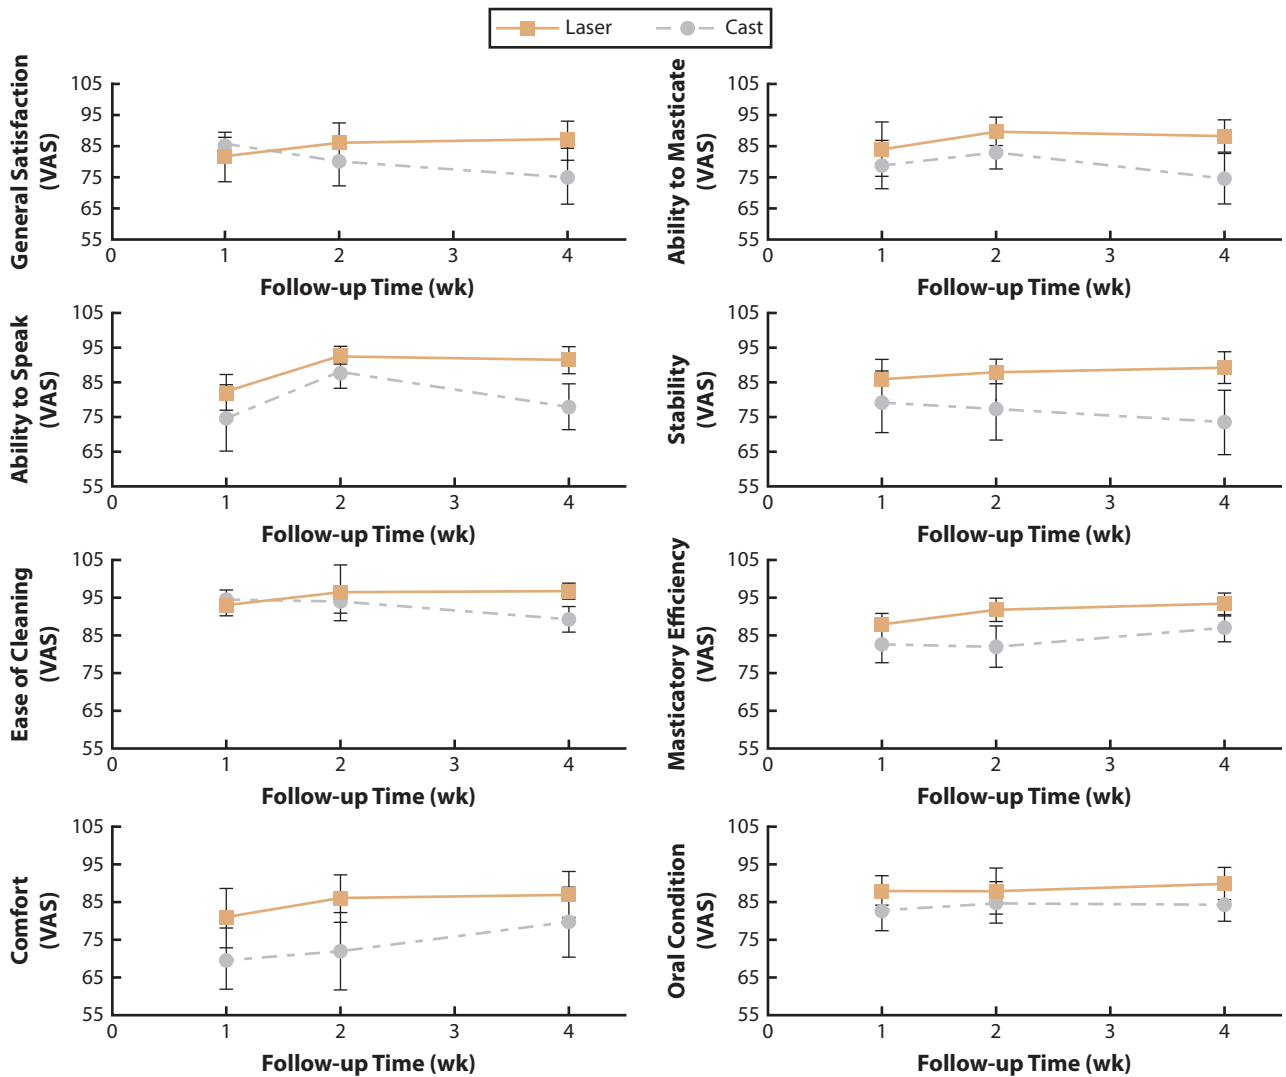 Laser Cast
General Satisfaction
(VAS)
105
95
85
75
65
55
0 1 2 3 4
Follow-up Time (wk)
Ability to Masticate
(VAS)
105
95
85
75
65
55
0 1 2 3 4
Follow-up Time (wk)
Ability to Speak
(VAS)
105
95
85
75
65
55
0 1 2 3 4
Follow-up Time (wk)
Stability
(VAS)
105
95
85
75
65
55
0 1 2 3 4
Follow-up Time (wk)
Ease of Cleaning
(VAS)
105
95
85
75
65
55
0 1 2 3 4
Follow-up Time (wk)
Masticatory Efficiency
(VAS)
105
95
85
75
65
55
0 1 2 3 4
Follow-up Time (wk)
Comfort
(VAS)
105
95
85
75
65
55
0 1 2 3 4
Follow-up Time (wk)
Oral Condition
(VAS)
105
95
85
75
65
55
0 1 2 3 4
Follow-up Time (wk)